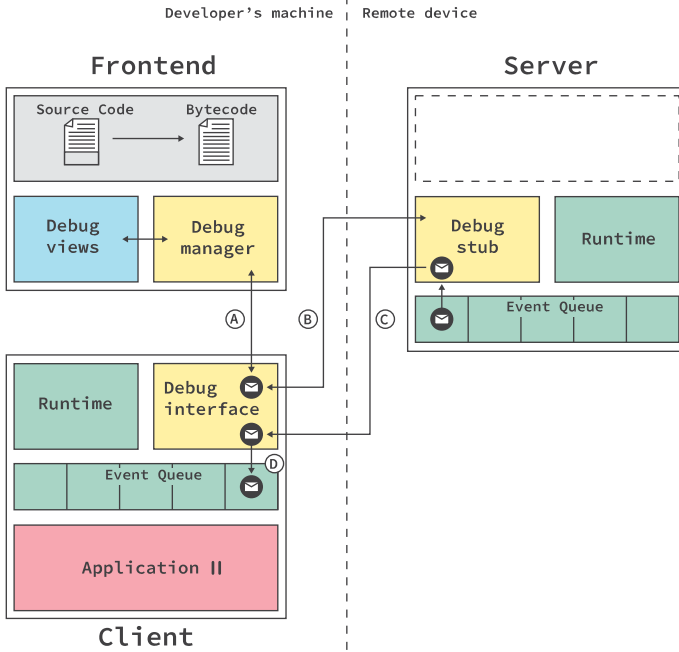 Developer’s machine
Remote device
Frontend
Server
Source Code
Bytecode
Debug
views
Debug
manager
Debug
stub
Runtime
Event Queue
A
B
C
Runtime
Debug
interface
D
Event Queue
Application
Client